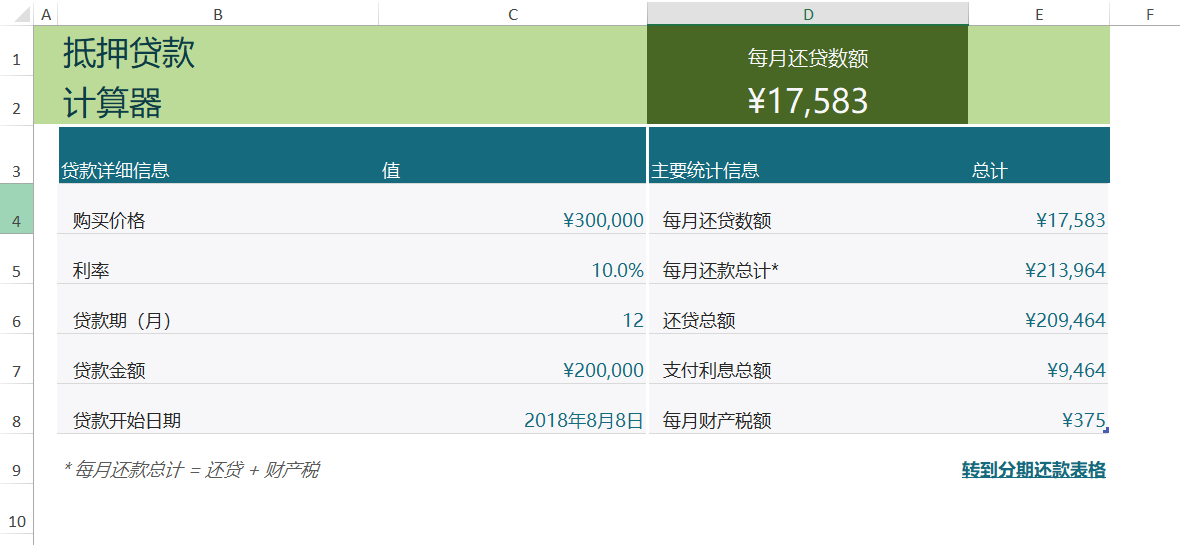 A B C D E F
1 抵押贷款 每月还贷数额
2 计算器 ¥17,583
3 贷款详细信息 值 主要统计信息 总计
4 购买价格 ¥300,000 每月还贷数额 ¥17,583
5 利率 10.0% 每月还款总计* ¥213,964
6 贷款期（月） 12 还贷总额 ¥209,464
7 贷款金额 ¥200,000 支付利息总额 ¥9,464
8 贷款开始日期 2018年8月8日 每月财产税额 ¥375
9 * 每月还款总计 = 还贷 + 财产税 转到分期还款表格
10